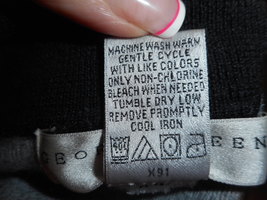 MACHINE WASH WARM
GENTLE CYCLE
WITH LIKE COLORS
ONLY NON-CHLORINE
BLEACH WHEN NEEDED
TUMBLE DRY LOW
REMOVE PROMPTLY
COOL IRON
X91